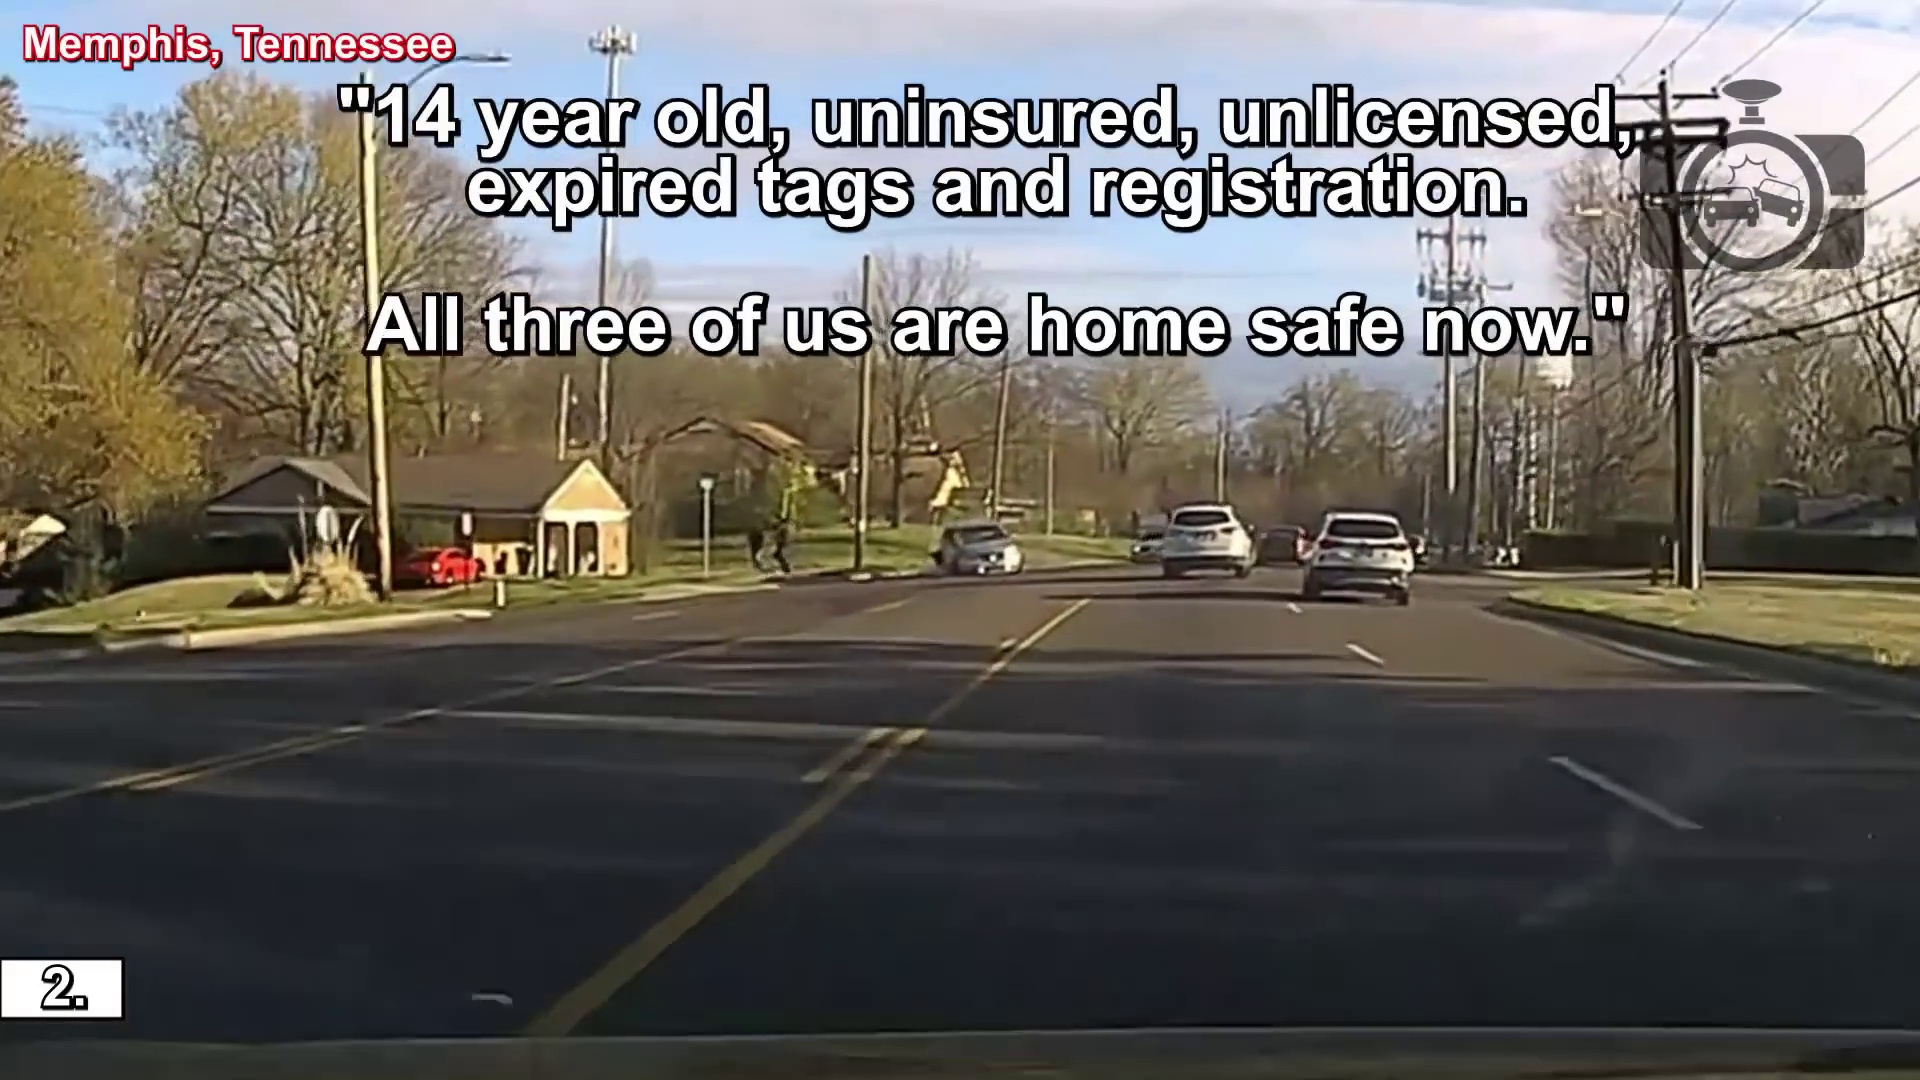 Memphis, Tennessee
"14 year old, uninsured, unlicensed,
expired tags and registration.
All three of us are home safe now."
2.